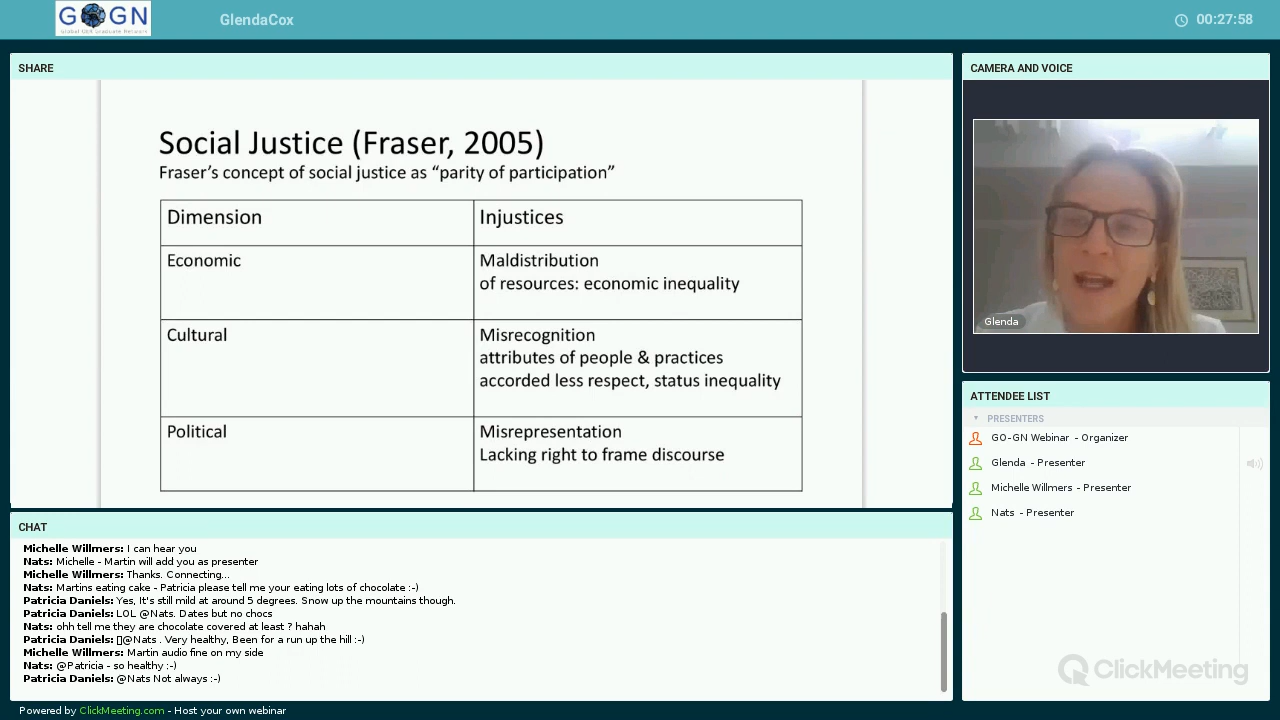 GOGN
Global OER Graduate Network
GlendaCox
00:27:58
SHARE
Social Justice (Fraser, 2005)
Fraser’s concept of social justice as “parity of participation”
Dimension
Injustices
Economic
Maldistribution
of resources: economic inequality
Cultural
Misrecognition
attributes of people & practices
accorded less respect, status inequality
Political
Misrepresentation
Lacking right to frame discourse
CHAT
Michelle Willmers: I can hear you
Nats: Michelle - Martin will add you as presenter
Michelle Willmers: Thanks. Connecting...
Nats: Martins eating cake - Patricia please tell me your eating lots of chocolate :-)
Patricia Daniels: Yes, It's still mild at around 5 degrees. Snow up the mountains though.
Patricia Daniels: LOL @Nats. Dates but no chocs
Nats: ohh tell me they are chocolate covered at least ? hahah
Patricia Daniels: @Nats . Very healthy, Been for a run up the hill :-)
Michelle Willmers: Martin audio fine on my side
Nats: @Patricia - so healthy :-)
Patricia Daniels: @Nats Not always :-)
CAMERA AND VOICE
Glenda
ATTENDEE LIST
PRESENTERS
GO-GN Webinar - Organizer
Glenda - Presenter
Michelle Willmers - Presenter
Nats - Presenter
ClickMeeting
Powered by ClickMeeting.com - Host your own webinar